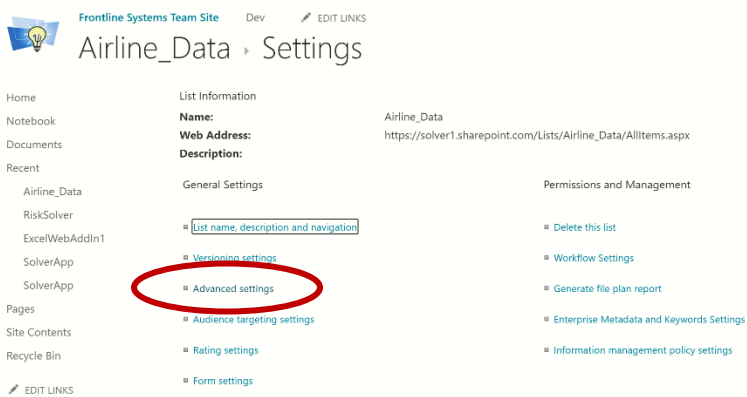 Frontline Systems Team Site Dev EDIT LINKS
Airline_Data Settings
Home
Notebook
Documents
Recent
Airline_Data
RiskSolver
ExcelWebAddIn1
SolverApp
SolverApp
Pages
Site Contents
Recycle Bin
EDIT LINKS
List Information
Name: Airline_Data
Web Address: https://solver1.sharepoint.com/Lists/Airline_Data/AllItems.aspx
Description:
General Settings
List name, description and navigation
Versioning settings
Advanced settings
Audience targeting settings
Rating settings
Form settings
Permissions and Management
Delete this list
Workflow Settings
Generate file plan report
Enterprise Metadata and Keywords Settings
Information management policy settings